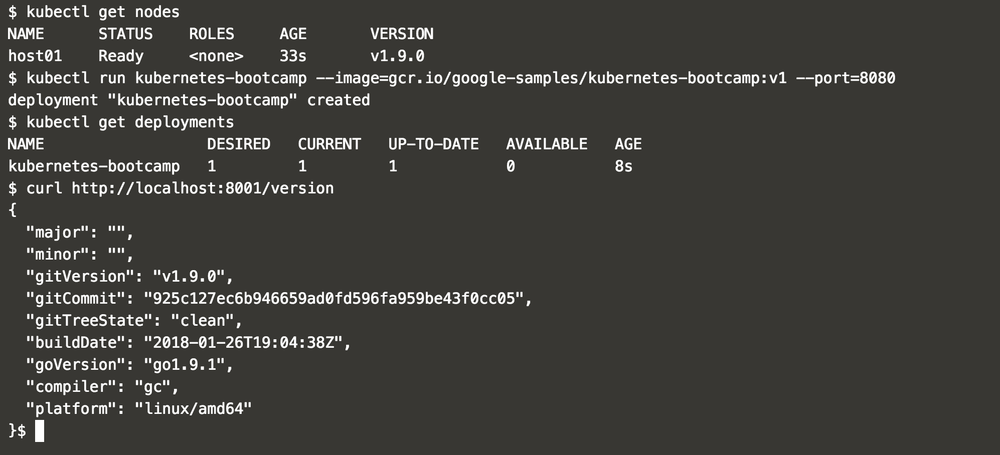 $ kubectl get nodes
NAME      STATUS    ROLES     AGE       VERSION
host01    Ready     <none>    33s       v1.9.0
$ kubectl run kubernetes-bootcamp --image=gcr.io/google-samples/kubernetes-bootcamp:v1 --port=8080
deployment "kubernetes-bootcamp" created
$ kubectl get deployments
NAME                  DESIRED   CURRENT   UP-TO-DATE   AVAILABLE   AGE
kubernetes-bootcamp   1         1         1            0           8s
$ curl http://localhost:8001/version
{
  "major": "",
  "minor": "",
  "gitVersion": "v1.9.0",
  "gitCommit": "925c127ec6b946659ad0fd596fa959be43f0cc05",
  "gitTreeState": "clean",
  "buildDate": "2018-01-26T19:04:38Z",
  "goVersion": "go1.9.1",
  "compiler": "gc",
  "platform": "linux/amd64"
}$